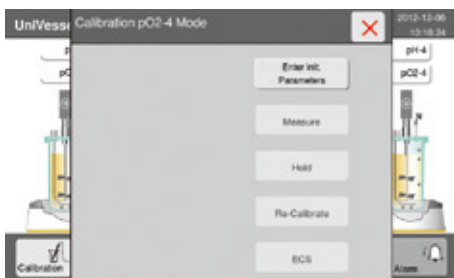 UniVesse
Calibration pO2-4 Mode
2012-12-06
10:18:24
pH-4
pO2-4
Enter init.
Parameters
Measure
Hold
Re-Calibrate
ECS
Calibration
Alarm